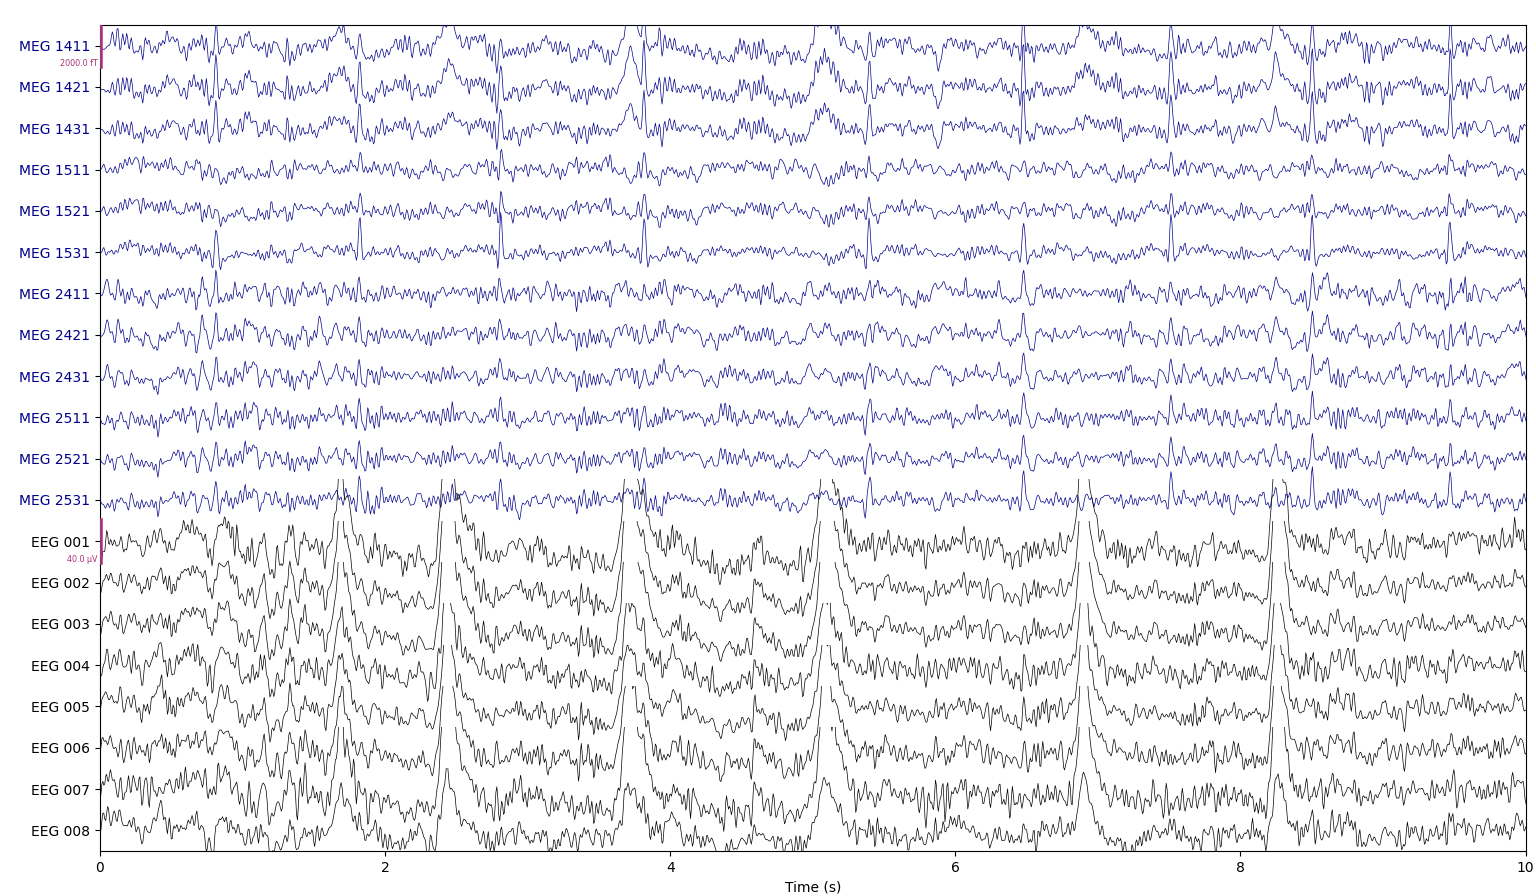 MEG 1411
2000.0 fT
MEG 1421
MEG 1431
MEG 1511
MEG 1521
MEG 1531
MEG 2411
MEG 2421
MEG 2431
MEG 2511
MEG 2521
MEG 2531
EEG 001
40.0 µV
EEG 002
EEG 003
EEG 004
EEG 005
EEG 006
EEG 007
EEG 008
0 2 4 6 8 10
Time (s)